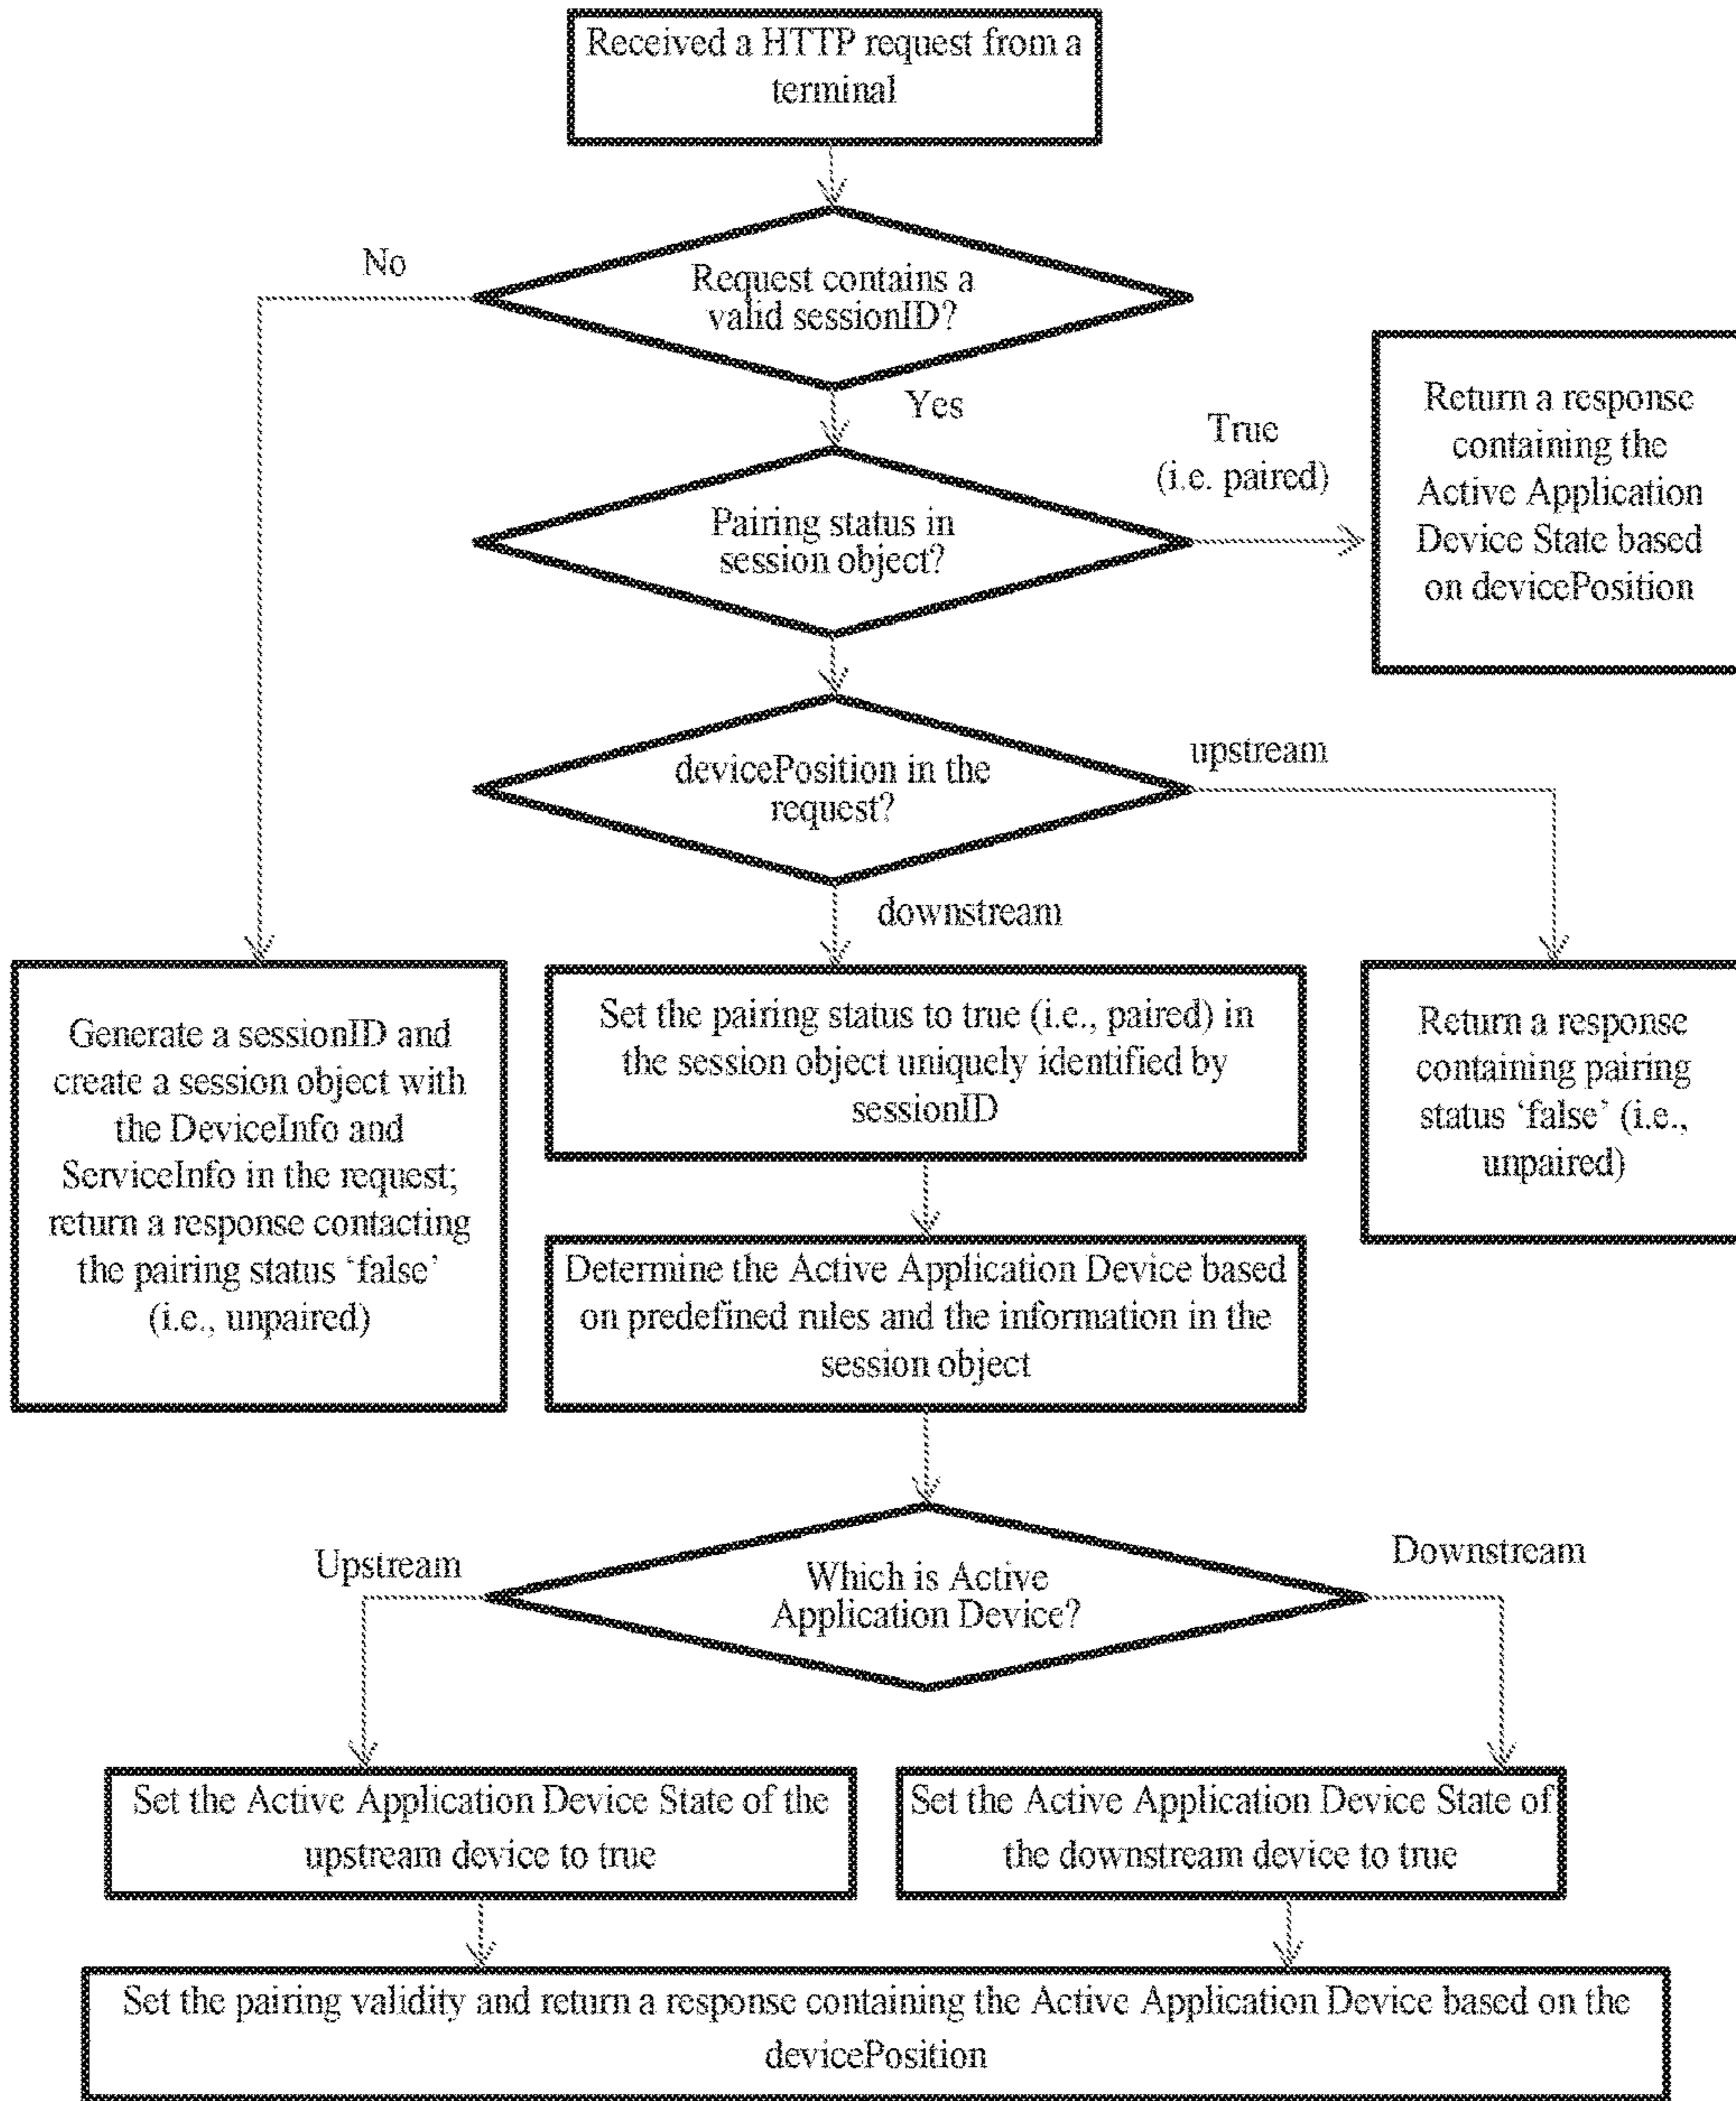 Received a HTTP request from a
terminal
No
Request contains a
valid sessionID?
Yes
True
(i.e. paired)
Return a response
containing the
Active Application
Device State based
on devicePosition
Pairing status in
session object?
devicePosition in the
request?
upstream
downstream
Generate a sessionID and
create a session object with
the DeviceInfo and
ServiceInfo in the request;
return a response contacting
the pairing status ‘false’
(i.e., unpaired)
Set the pairing status to true (i.e., paired) in
the session object uniquely identified by
sessionID
Return a response
containing pairing
status ‘false’ (i.e.,
unpaired)
Determine the Active Application Device based
on predefined rules and the information in the
session object
Upstream
Which is Active
Application Device?
Downstream
Set the Active Application Device State of the
upstream device to true
Set the Active Application Device State of
the downstream device to true
Set the pairing validity and return a response containing the Active Application Device based on the
devicePosition